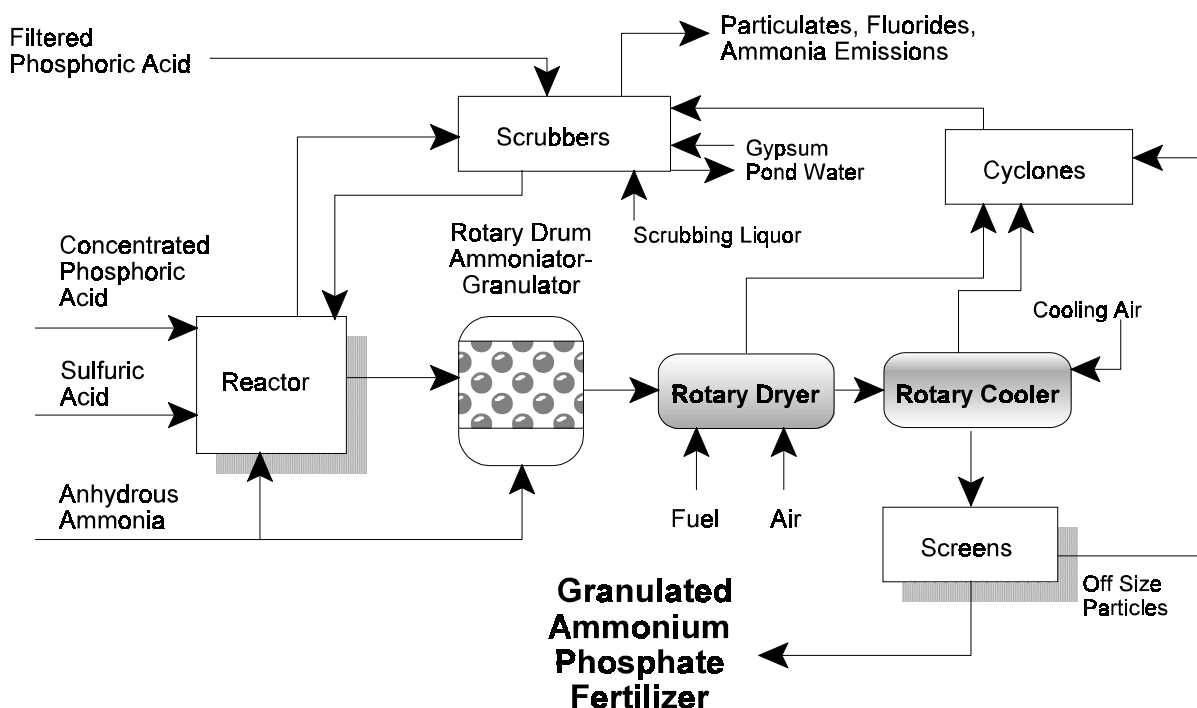 Filtered
Phosphoric Acid
Particulates, Fluorides,
Ammonia Emissions
Scrubbers
Gypsum
Pond Water
Cyclones
Scrubbing Liquor
Concentrated
Phosphoric
Acid
Rotary Drum
Ammoniator-
Granulator
Cooling Air
Sulfuric
Acid
Reactor
Rotary Dryer
Rotary Cooler
Anhydrous
Ammonia
Fuel
Air
Screens
Off Size
Particles
Granulated
Ammonium
Phosphate
Fertilizer